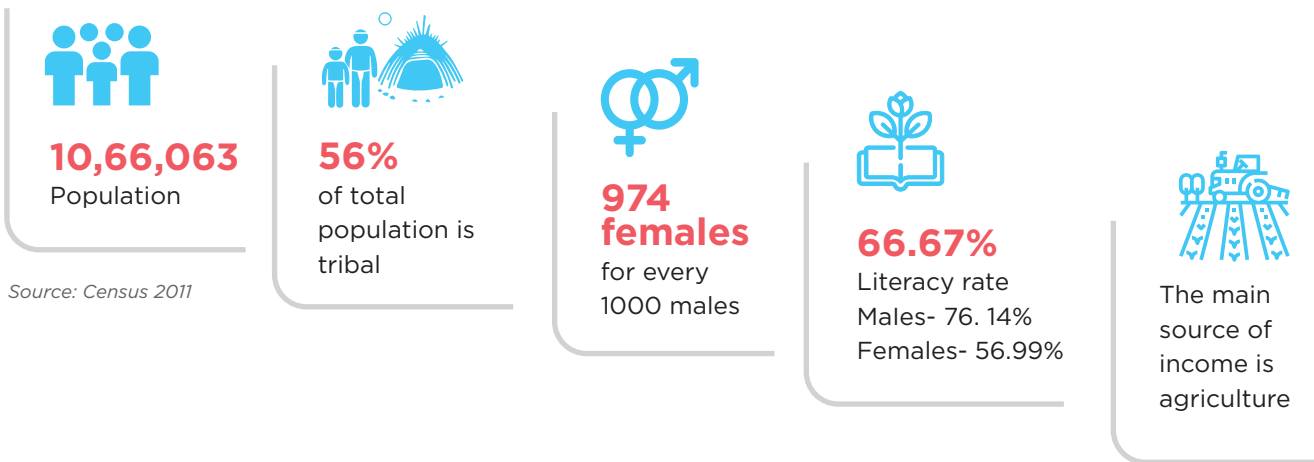 10,66,063
Population
Source: Census 2011
56%
of total
population is
tribal
974
females
for every
1000 males
66.67%
Literacy rate
Males- 76. 14%
Females- 56.99%
The main
source of
income is
agriculture